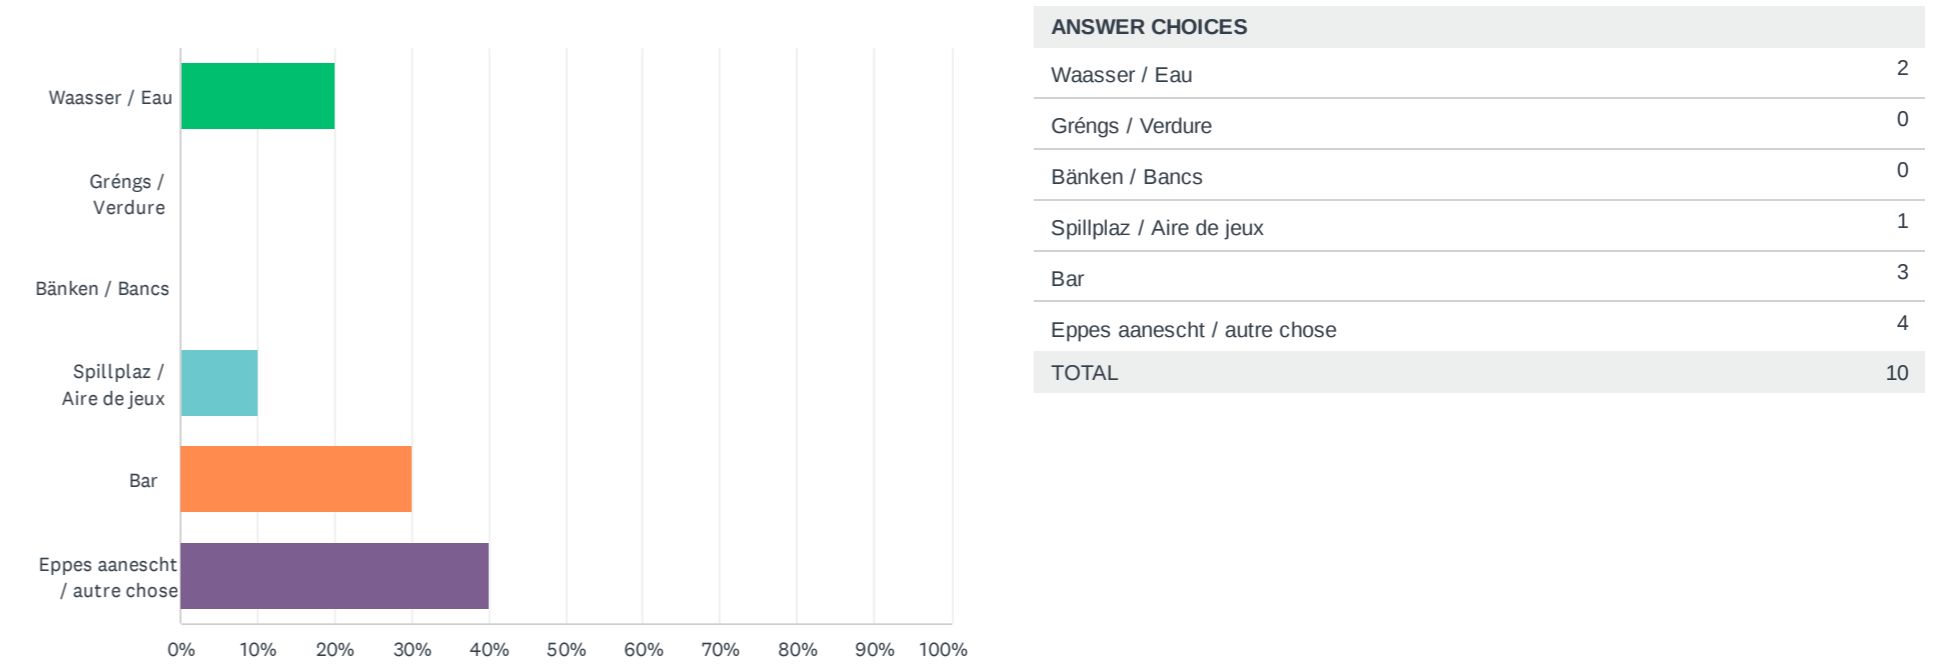 Waasser / Eau
Gréngs /
Verdure
Bänken / Bancs
Spillplaz /
Aire de jeux
Bar
Eppes aanescht
/ autre chose
0% 10% 20% 30% 40% 50% 60% 70% 80% 90% 100%
ANSWER CHOICES
Waasser / Eau 2
Gréngs / Verdure 0
Bänken / Bancs 0
Spillplaz / Aire de jeux 1
Bar 3
Eppes aanescht / autre chose 4
TOTAL 10